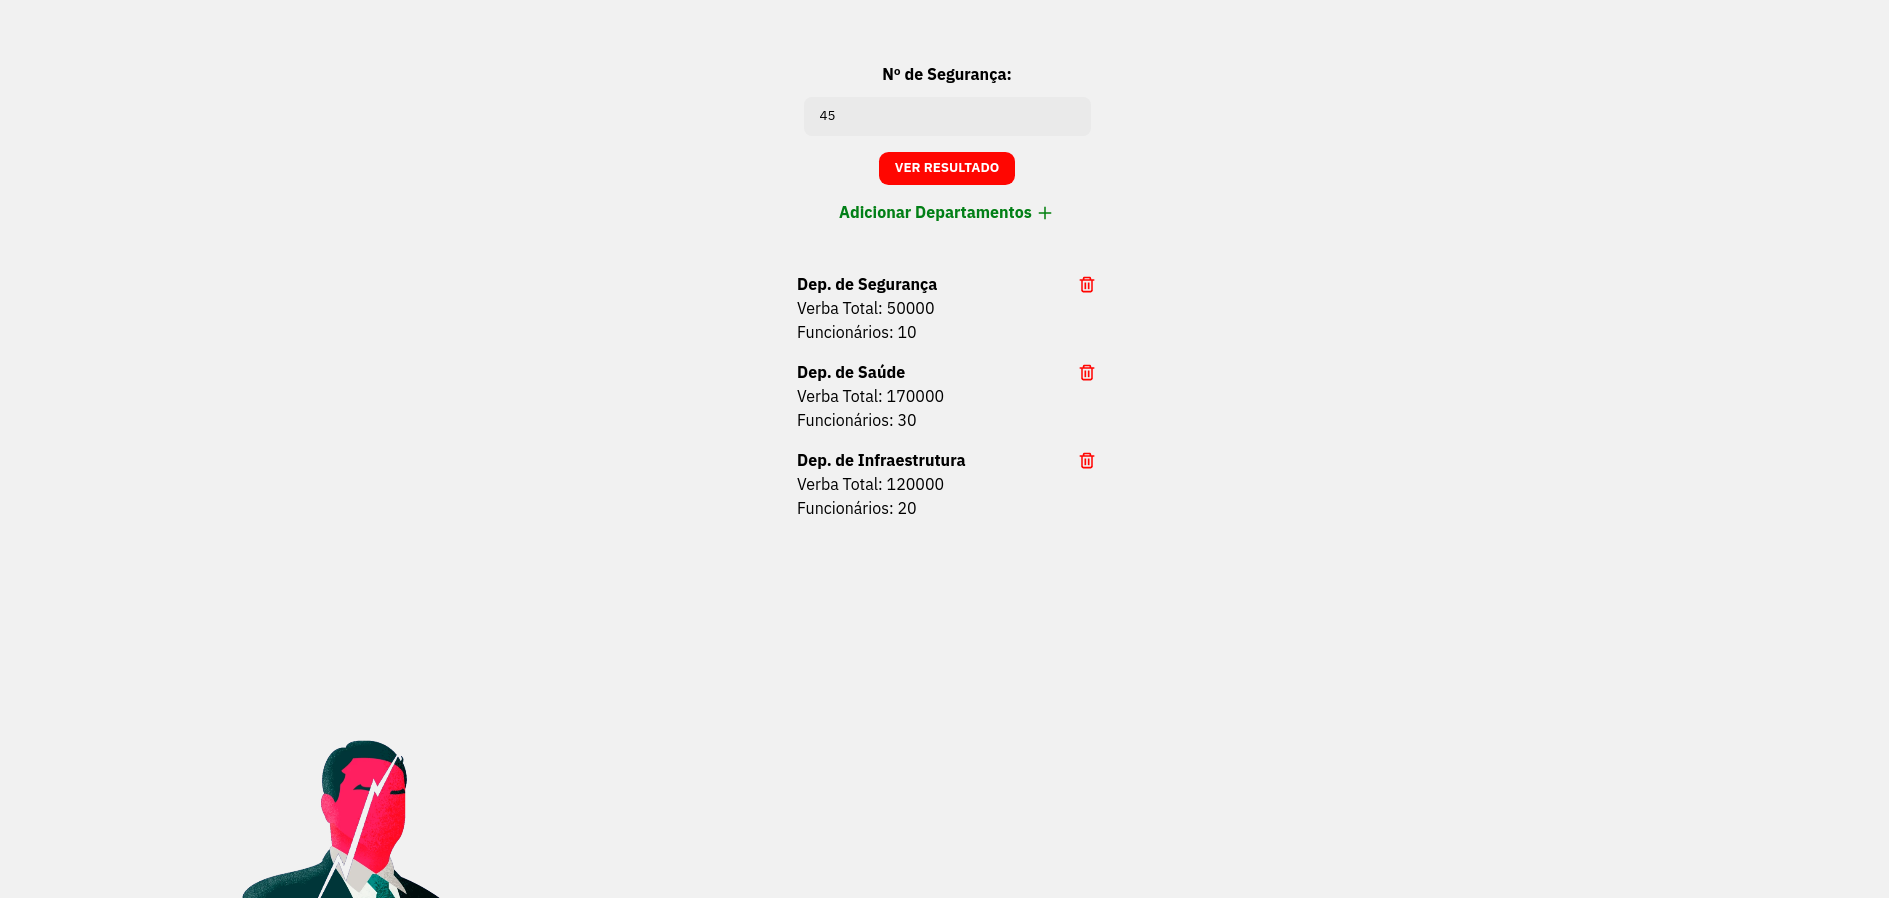 Nº de Segurança:
45
VER RESULTADO
Adicionar Departamentos +
Dep. de Segurança
Verba Total: 50000
Funcionários: 10
Dep. de Saúde
Verba Total: 170000
Funcionários: 30
Dep. de Infraestrutura
Verba Total: 120000
Funcionários: 20